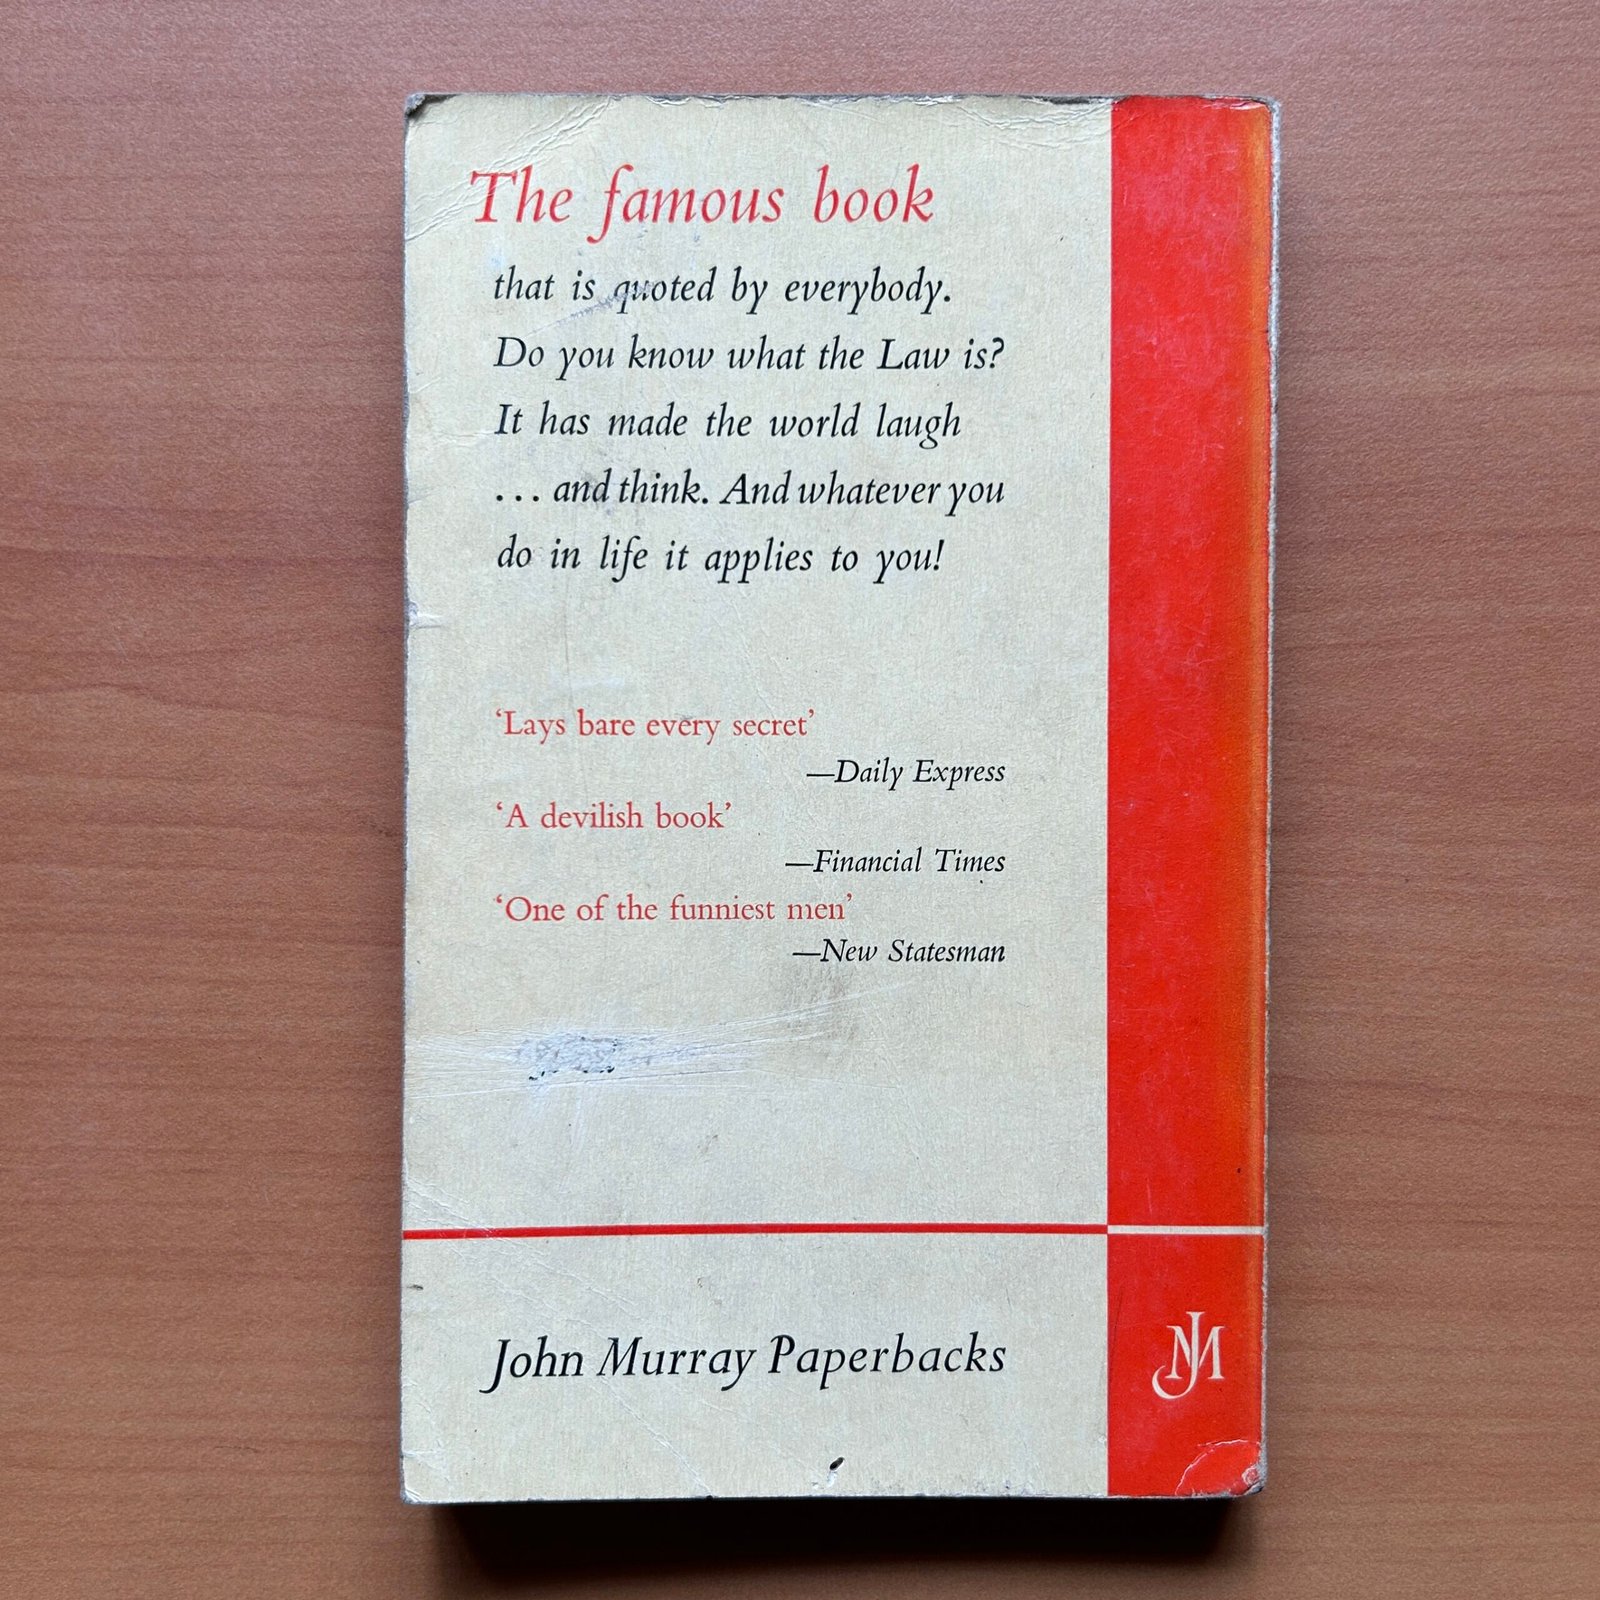 The famous book
that is quoted by everybody.
Do you know what the Law is?
It has made the world laugh
... and think. And whatever you
do in life it applies to you!
‘Lays bare every secret’
—Daily Express
‘A devilish book’
—Financial Times
‘One of the funniest men’
—New Statesman
John Murray Paperbacks
JM